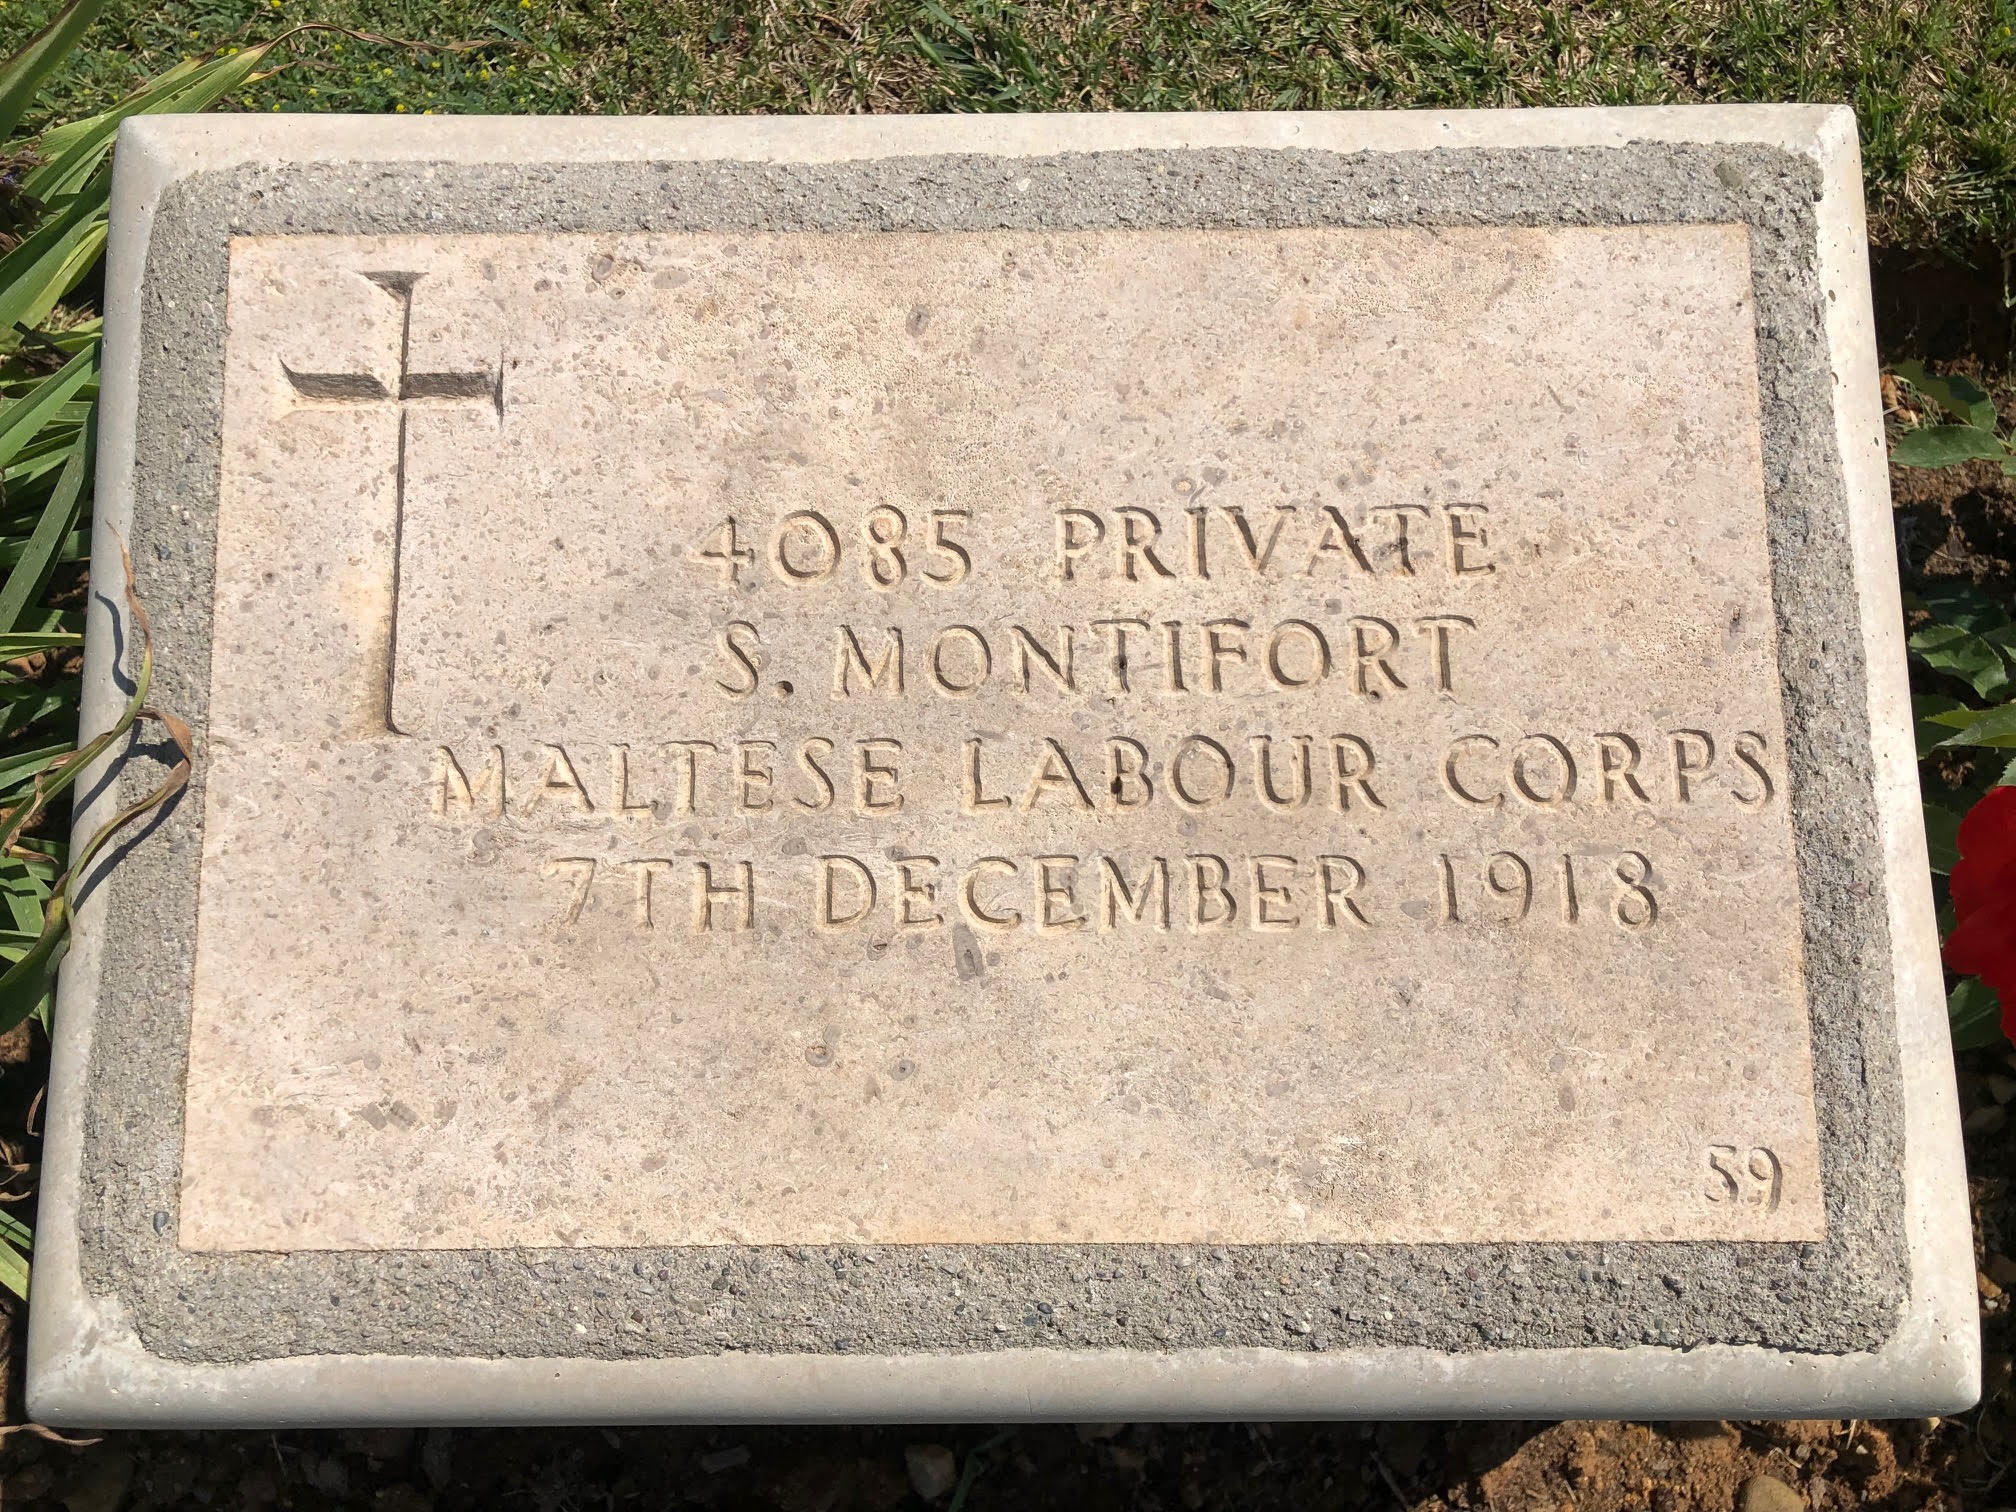 4085 PRIVATE
S. MONTIFORT
MALTESE LABOUR CORPS
7TH DECEMBER 1918
59